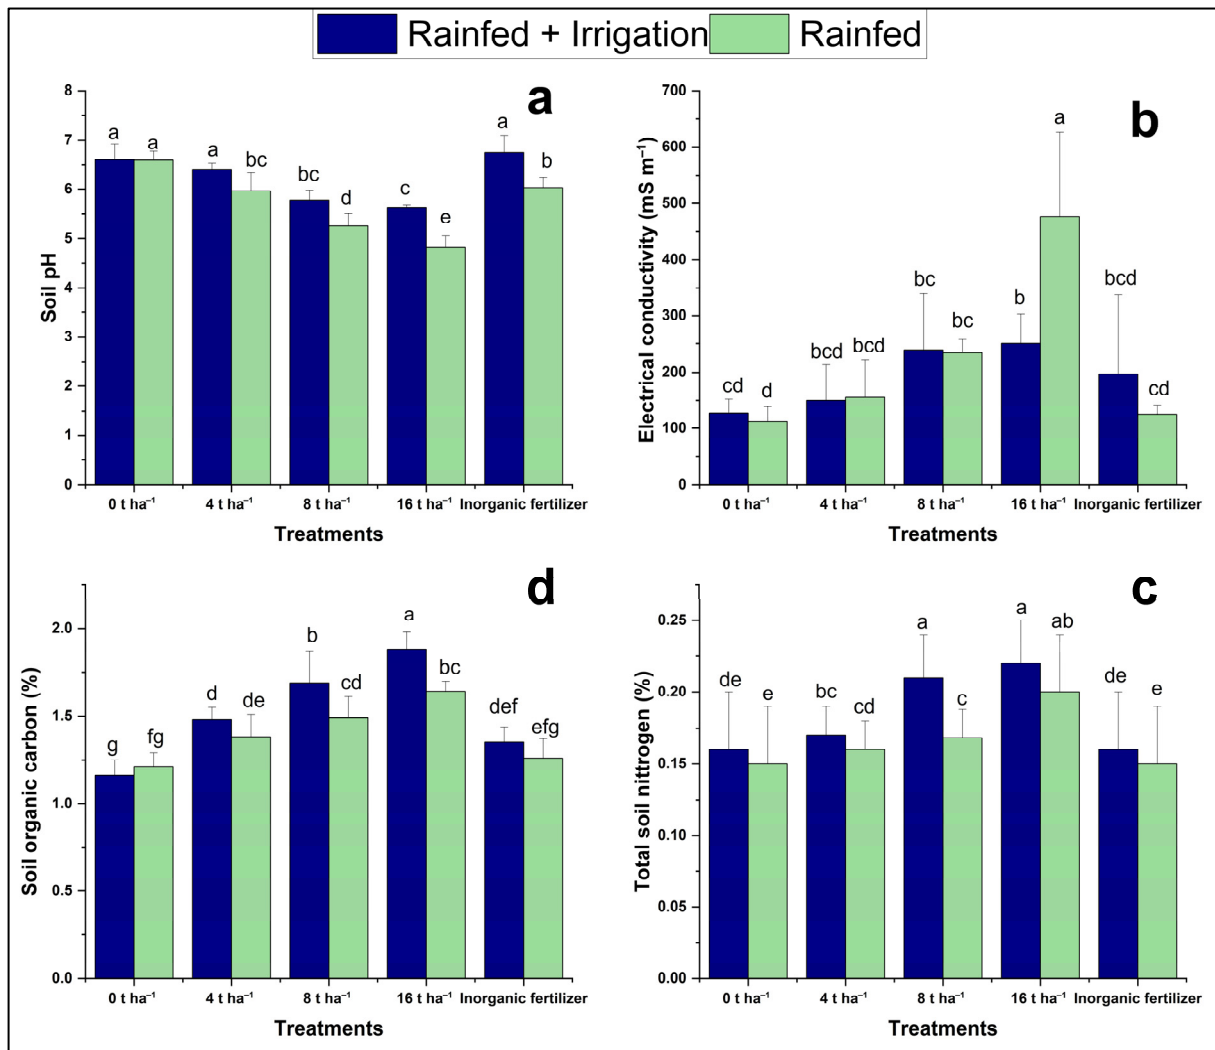 Rainfed + Irrigation Rainfed
a
Soil pH
8
7
6
5
4
3
2
1
0
a a a bc bc d c e a b
0 t ha⁻¹ 4 t ha⁻¹ 8 t ha⁻¹ 16 t ha⁻¹ Inorganic fertilizer
Treatments
b
Electrical conductivity (mS m⁻¹)
700
600
500
400
300
200
100
0
cd d bcd bcd bc bc b a bcd cd
0 t ha⁻¹ 4 t ha⁻¹ 8 t ha⁻¹ 16 t ha⁻¹ Inorganic fertilizer
Treatments
d
Soil organic carbon (%)
2.0
1.5
1.0
0.5
0.0
g fg d de b cd a bc def efg
0 t ha⁻¹ 4 t ha⁻¹ 8 t ha⁻¹ 16 t ha⁻¹ Inorganic fertilizer
Treatments
c
Total soil nittrogen (%)
0.25
0.20
0.15
0.10
0.05
0.00
de e bc cd a c a ab de e
0 t ha⁻¹ 4 t ha⁻¹ 8 t ha⁻¹ 16 t ha⁻¹ Inorganic fertilizer
Treatments